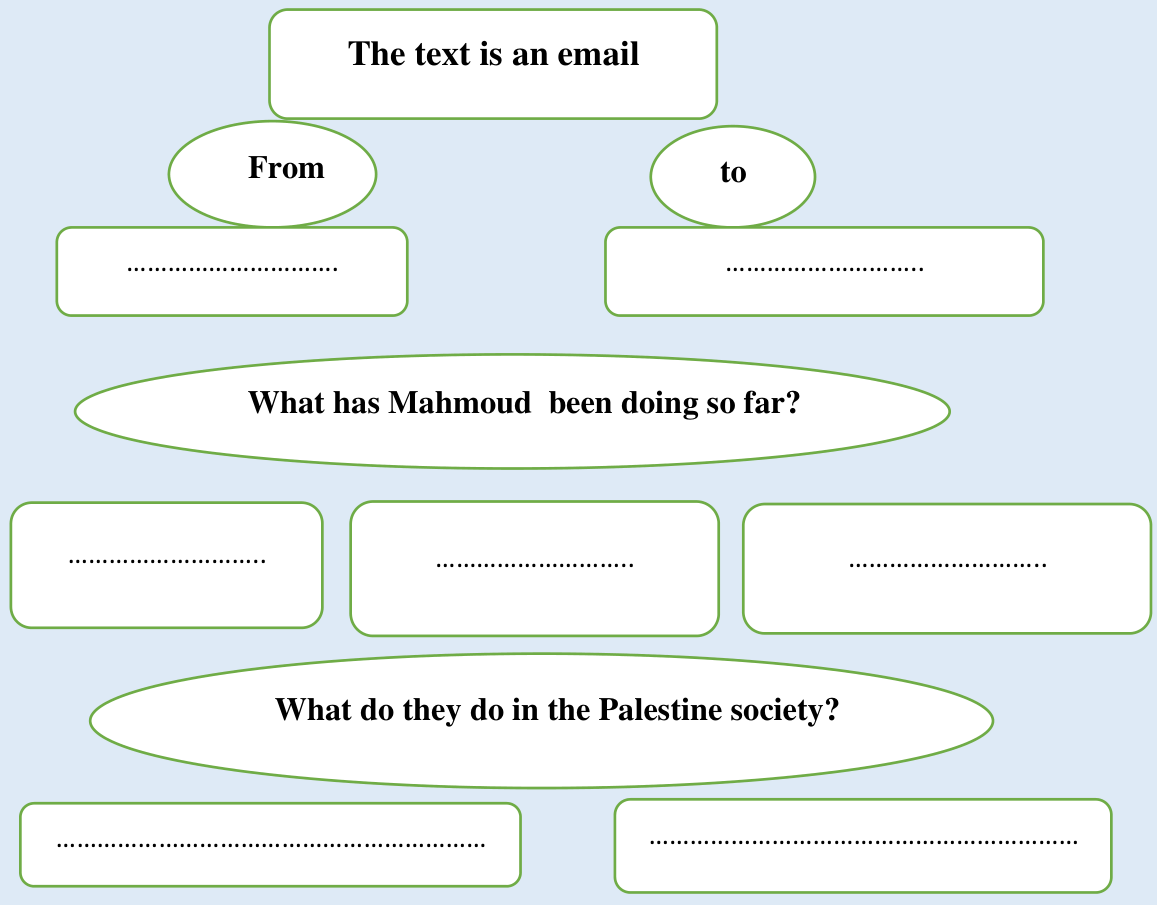 The text is an email
From
to
……………………………
…………………………
What has Mahmoud  been doing so far?
…………………………
…………………………
…………………………
What do they do in the Palestine society?
………………………………………………………
………………………………………………………